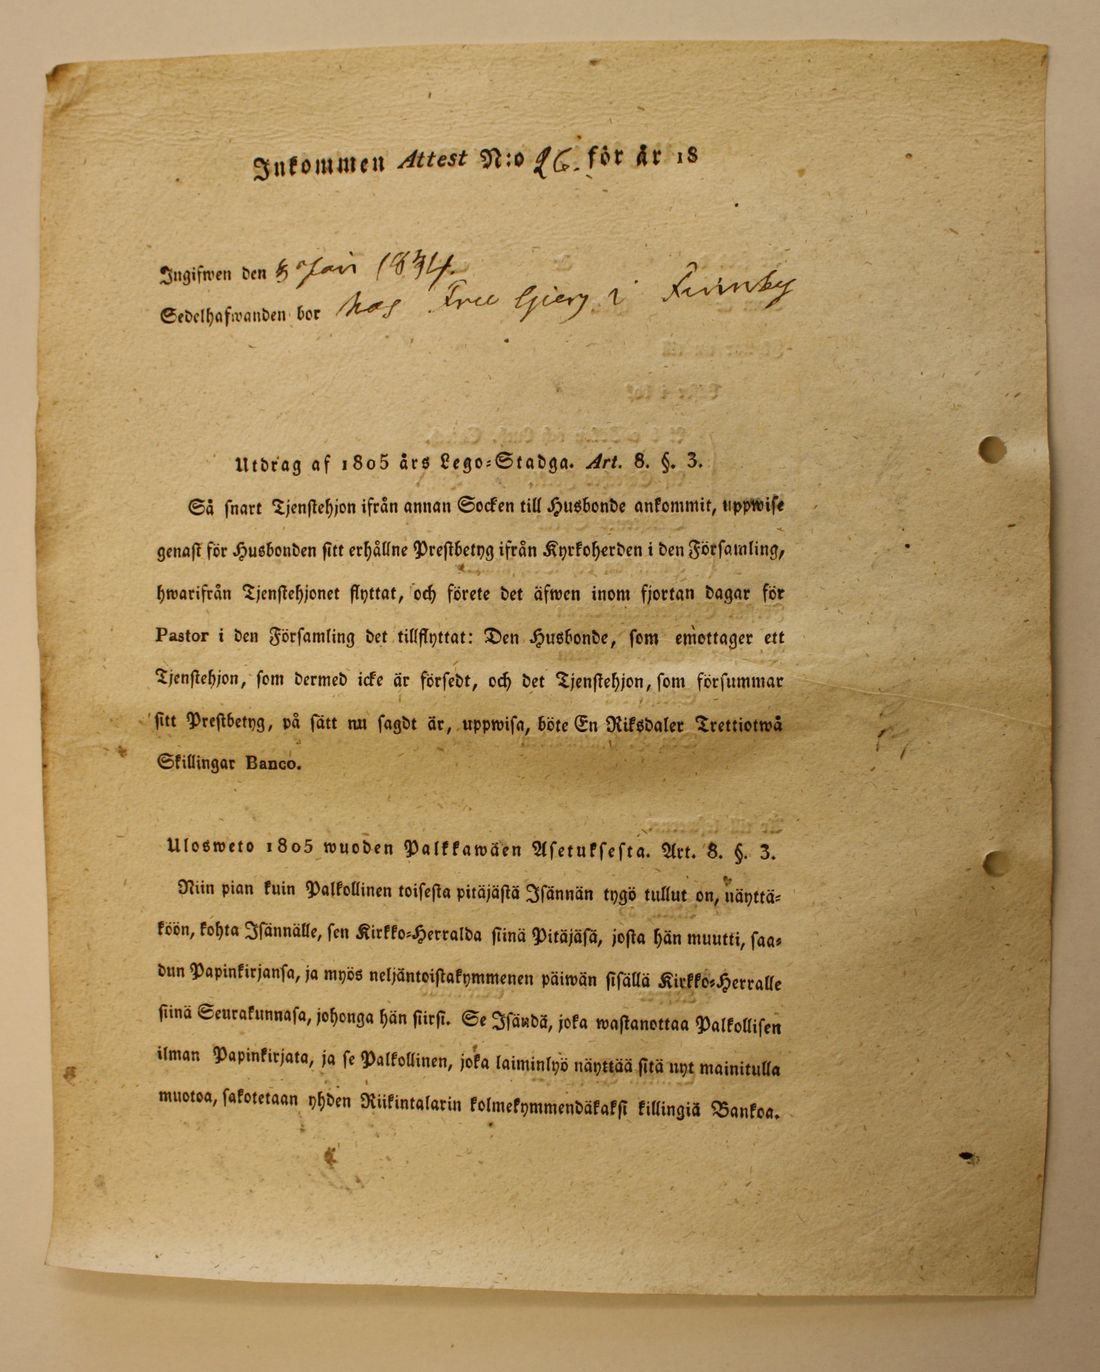 Inkommen Attest N:o 26. för år 18
Ingifwen den 3 Jan 1834.
Sedelhafwanden bor hos i Finnby
Utdrag af 1805 års Lego-Stadga. Art. 8. §. 3.
Så snart Tjenstehjon ifrån annan Socken till Husbonde ankommit, uppwise
genast för Husbonden sitt erhållne Prestbetyg ifrån Kyrkoherden i den Församling,
hwarifrån Tjenstehjonet flyttat, och förete det äfwen inom fjortan dagar för
Pastor i den Församling det tillflyttat: Den Husbonde, som emottager ett
Tjenstehjon, som dermed icke är försedt, och det Tjenstehjon, som försummar
sitt Prestbetyg, på sätt nu sagdt är, uppwisa, böte En Riksdaler Trettiotwå
Skillingar Banco.
Ulosweto 1805 wuoden Palkkawäen Asetuksesta. Art. 8. §. 3.
Niin pian kuin Palkollinen toisesta pitäjästä Isännän tygö tullut on, näyttä-
köön, kohta Isännälle, sen Kirkko-Herralda siinä Pitäjäsä, josta hän muutti, saa-
dun Papinkirjansa, ja myös neljäntoistakymmenen päiwän sisällä Kirkko-Herralle
siinä Seurakunnasa, johonga hän siirsi. Se Isändä, joka wastanottaa Palkollisen
ilman Papinkirjata, ja se Palkollinen, joka laiminlyö näyttää sitä nyt mainitulla
muotoa, sakotetaan yhden Riikintalarin kolmekymmendäkaksi killingiä Bankoa.